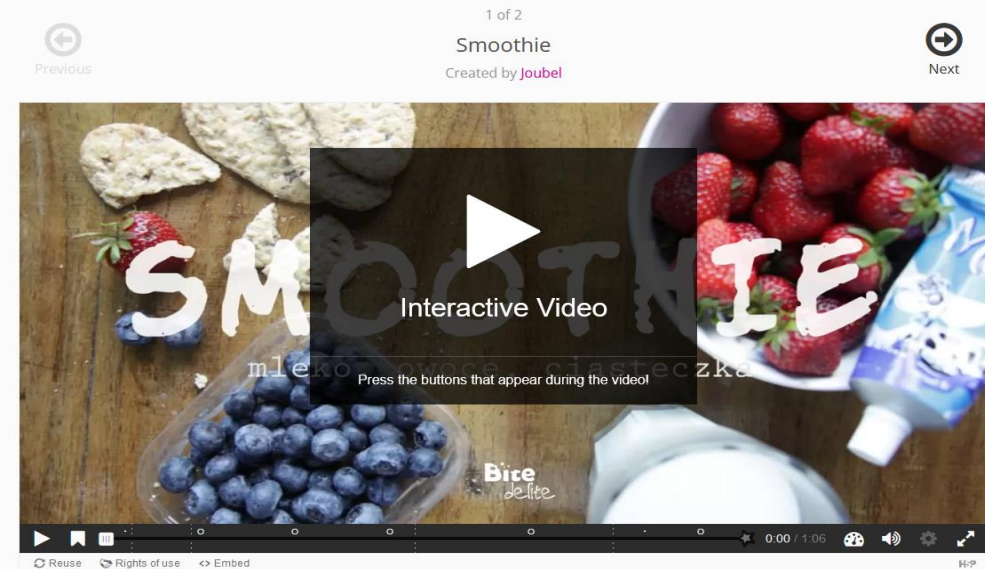 1 of 2
Previous
Smoothie
Next
Created by Joubel
SMOOTHIE
Interactive Video
mleko owoce, ciasteczka
Press the buttons that appear during the video!
Bite
delite
0:00 / 1:06
Reuse
Rights of use
<> Embed
H-P